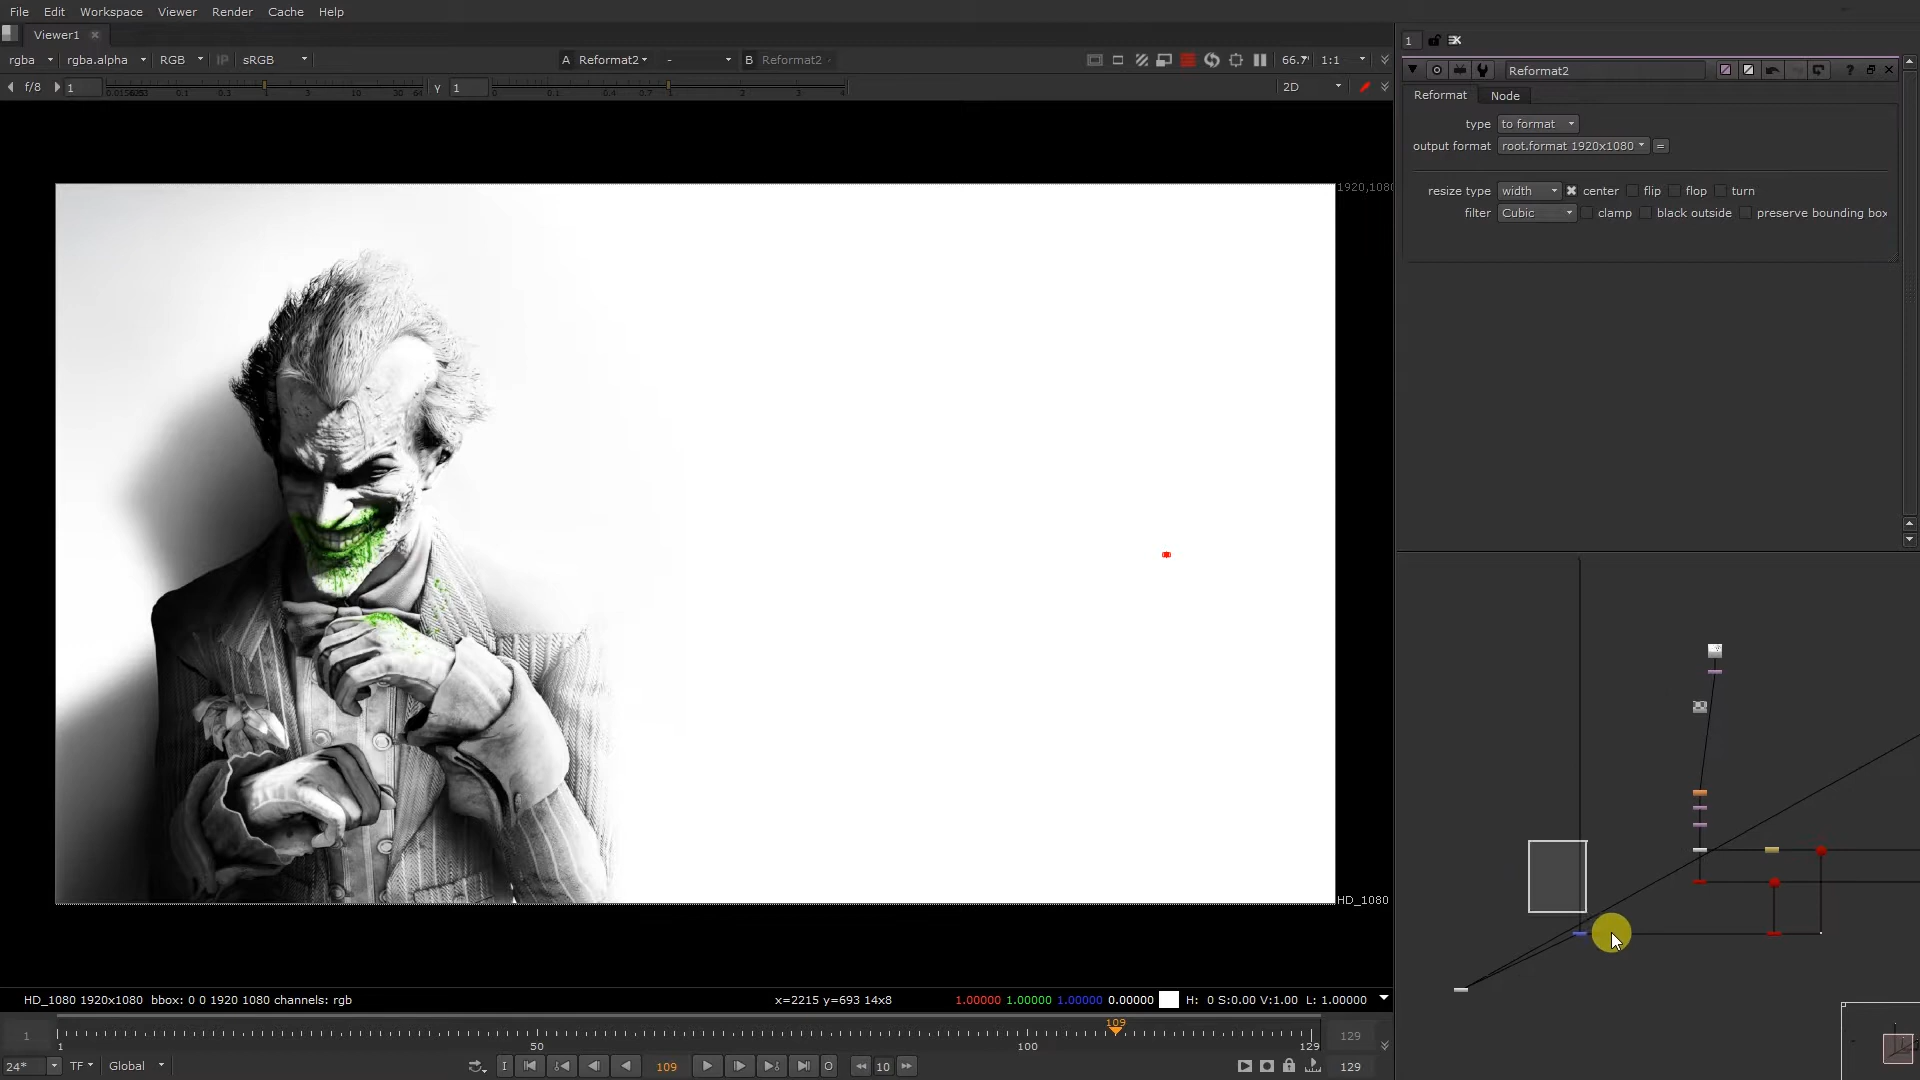 File Edit Workspace Viewer Render Cache Help
Viewer1
rgba rgba.alpha RGB IP sRGB A Reformat2 - B Reformat2 66.7 1:1
f/8 1 γ 1 2D
1
Reformat2
Reformat Node
type to format
output format root.format 1920x1080 =
resize type width center flip flop turn
filter Cubic clamp black outside preserve bounding box
1920,1080
HD_1080
HD_1080 1920x1080 bbox: 0 0 1920 1080 channels: rgb x=2215 y=693 14x8 1.00000 1.00000 1.00000 0.00000 H: 0 S:0.00 V:1.00 L: 1.00000
109
1 129
1 50 100 129
24* TF Global I 109 O 10 129